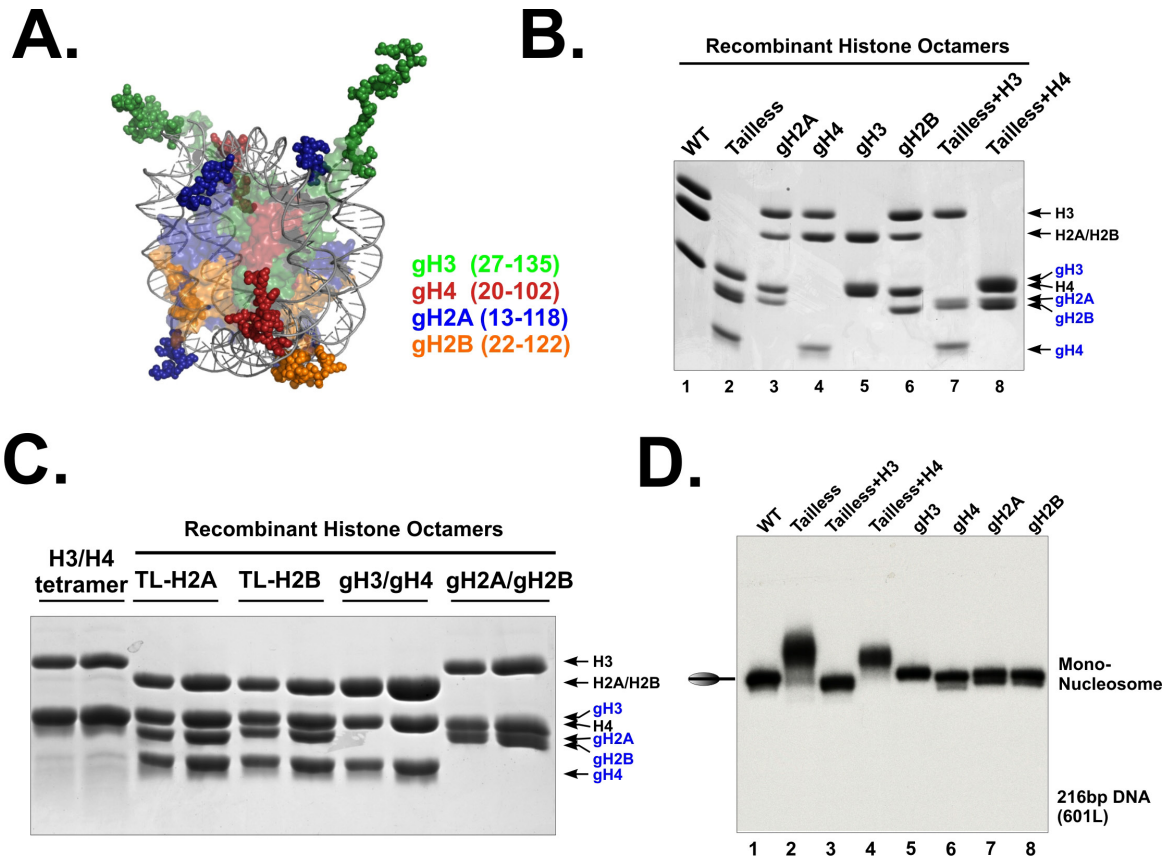 A.
gH3 (27-135)
gH4 (20-102)
gH2A (13-118)
gH2B (22-122)
B.
Recombinant Histone Octamers
WT
Tailless
gH2A
gH4
gH3
gH2B
Tailless+H3
Tailless+H4
H3
H2A/H2B
gH3
H4
gH2A
gH2B
gH4
1 2 3 4 5 6 7 8
C.
Recombinant Histone Octamers
H3/H4
tetramer
TL-H2A
TL-H2B
gH3/gH4
gH2A/gH2B
H3
H2A/H2B
gH3
H4
gH2A
gH2B
gH4
D.
WT
Tailless
Tailless+H3
Tailless+H4
gH3
gH4
gH2A
gH2B
Mono-
Nucleosome
216bp DNA
(601L)
1 2 3 4 5 6 7 8